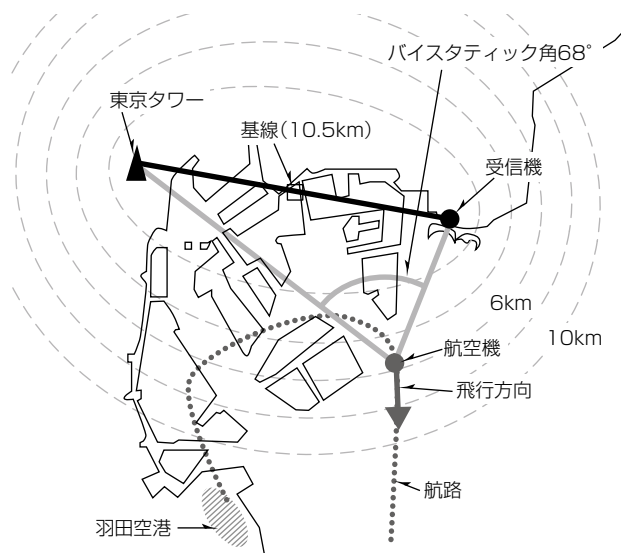 バイスタティック角68°
東京タワー
基線(10.5km)
受信機
6km
10km
航空機
飛行方向
航路
羽田空港